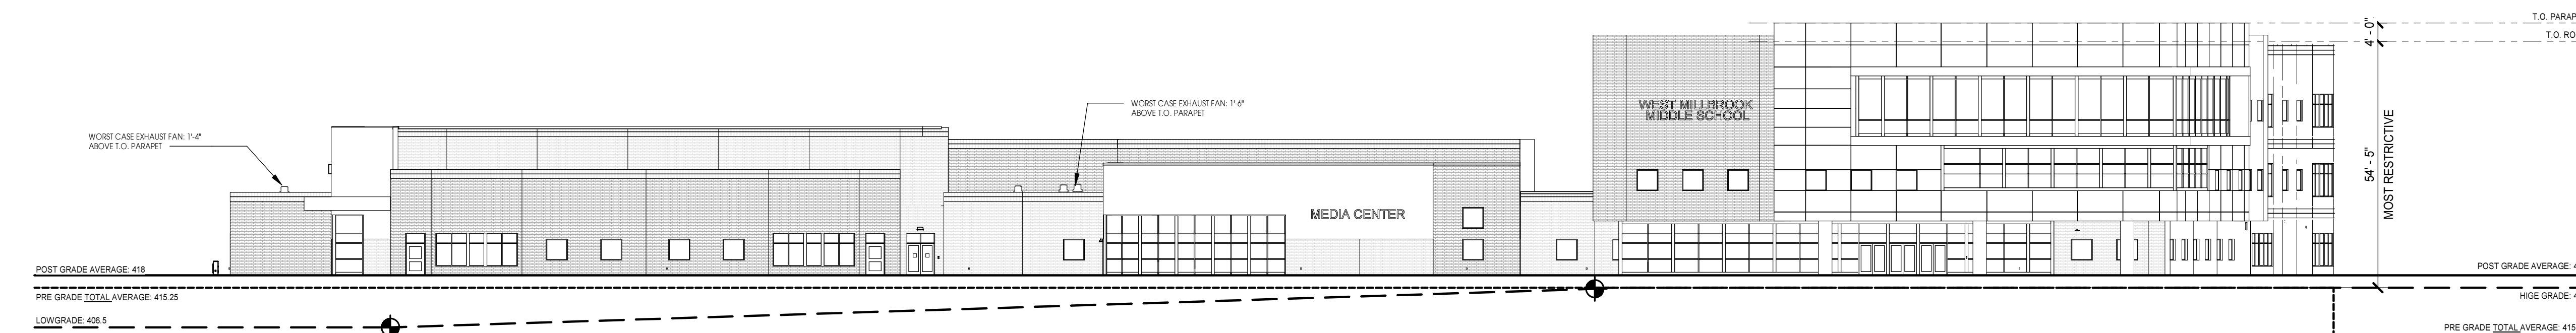 T.O. PARAP
T.O. RO
4' - 0"
WORST CASE EXHAUST FAN: 1'-6"
ABOVE T.O. PARAPET
WEST MILLBROOK
MIDDLE SCHOOL
WORST CASE EXHAUST FAN: 1'-4"
ABOVE T.O. PARAPET
54' - 5"
MOST RESTRICTIVE
MEDIA CENTER
POST GRADE AVERAGE: 418
POST GRADE AVERAGE: 4
PRE GRADE TOTAL AVERAGE: 415.25
HIGE GRADE: 4
LOWGRADE: 406.5
PRE GRADE TOTAL AVERAGE: 415